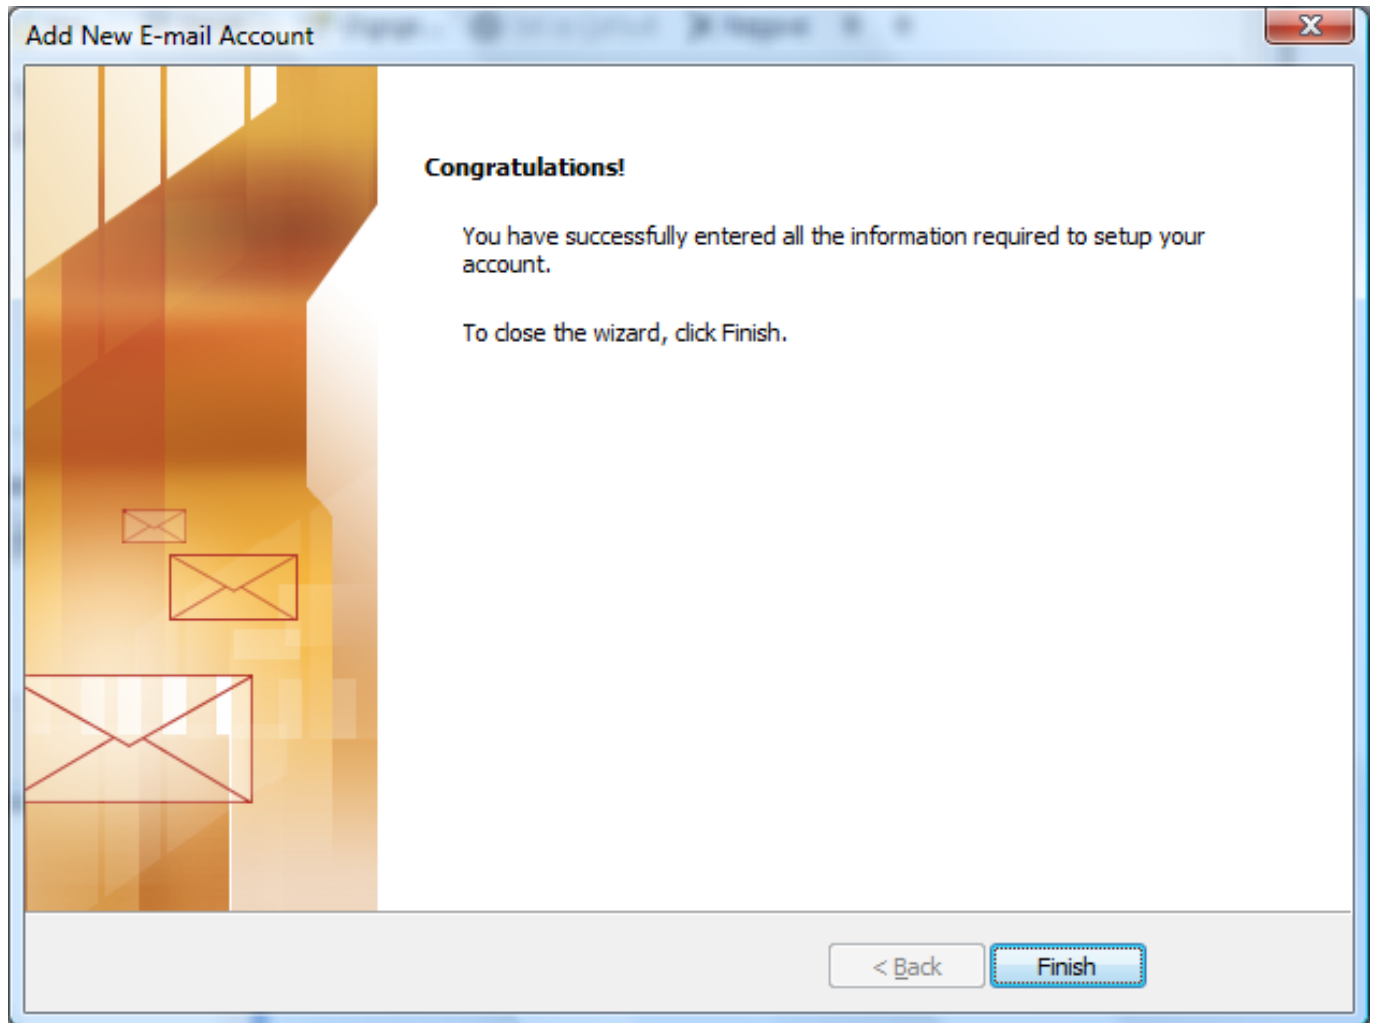 Add New E-mail Account
Congratulations!
You have successfully entered all the information required to setup your
account.
To close the wizard, click Finish.
< Back
Finish